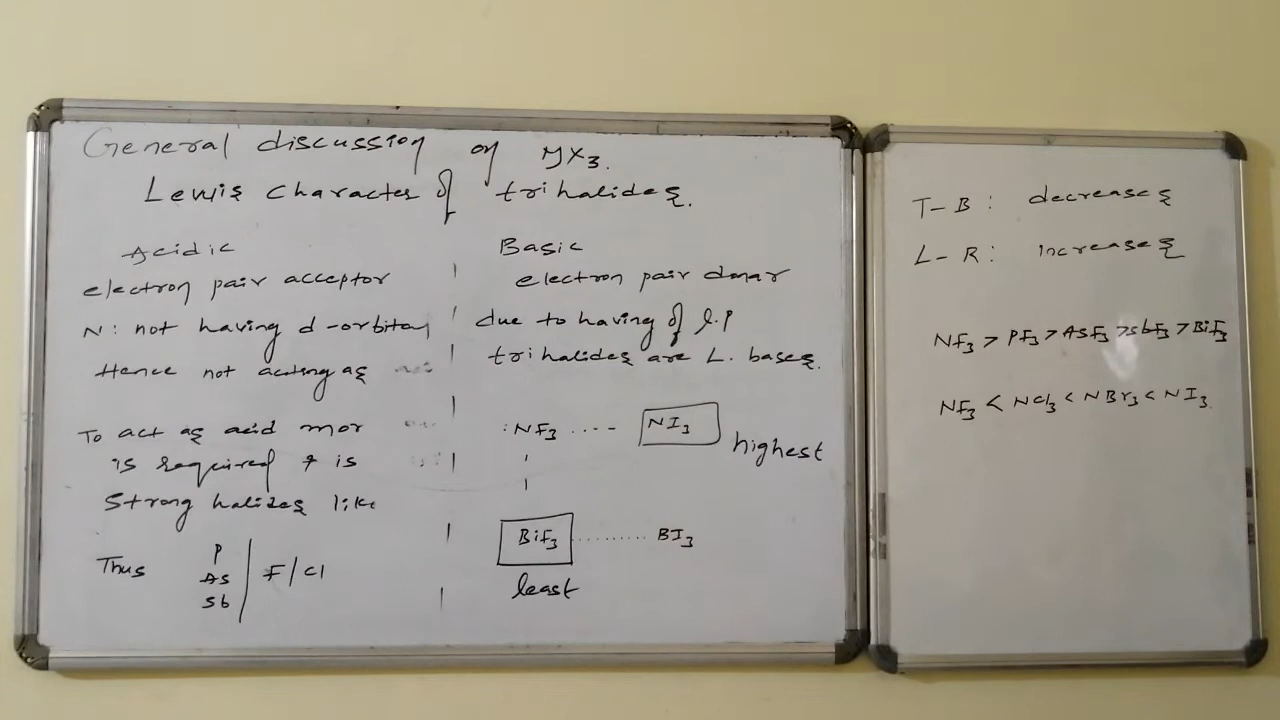 General discussion on MX3.
Lewis character of trihalides.
Acidic
electron pair acceptor
N: not having d-orbital
Hence not acting as
To act as acid mor
is required & is
Strong halides like
Thus P As Sb F/Cl
Basic
electron pair donar
due to having of l.p
trihalides are L. bases.
:NF3 .... NI3
highest
BiF3 ......... BI3
least
T-B: decreases
L-R: increases
NF3 > PF3 > AsF3 > SbF3 > BiF3
NF3 < NCl3 < NBr3 < NI3.